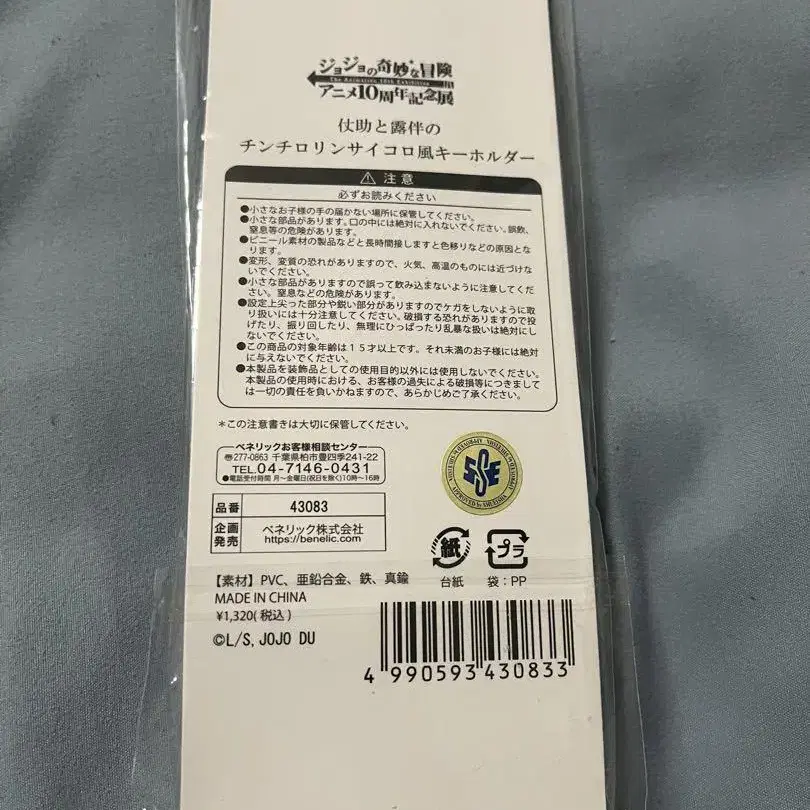 ジョジョの奇妙な冒険
The Animation 10th Exhibition
アニメ10周年記念展
仗助と露伴の
チンチロリンサイコロ風キーホルダー
⚠注意
必ずお読みください
●小さなお子様の手の届かない場所に保管してください。
●小さな部品があります。口の中には絶対に入れないでください。誤飲、
窒息等の危険があります。
●ビニール素材の製品などと長時間接しますと色移りなどの原因とな
ります。
●変形、変質の恐れがありますので、火気、高温のものには近づけな
いでください。
●小さな部品がありますので誤って飲み込まないように注意してくださ
い。窒息などの危険があります。
●設定上尖った部分や鋭い部分がありますのでケガをしないように取
り扱いには十分注意してください。破損する恐れがありますので投
げたり、振り回したり、無理にひっぱったり乱暴な扱いは絶対にし
ないでください。
●この商品の対象年齢は15才以上です。それ未満のお子様には絶対
に与えないでください。
●本製品を装飾品としての使用目的以外には使用しないでください。
本製品の使用時における、お客様の過失による破損等につきまして
は一切の責任を負いかねますので、あらかじめご了承ください。
＊この注意書きは大切に保管してください。
ベネリックお客様相談センター
〠277-0863 千葉県柏市豊四季241-22
TEL.04-7146-0431
●電話受付時間 月～金曜日(祝日を除く)10時～16時
品番 43083
企画
発売
ベネリック株式会社
https://benelic.com/
紙
台紙
プラ
袋：PP
【素材】PVC、亜鉛合金、鉄、真鍮
MADE IN CHINA
¥1,320(税込)
©L/S, JOJO DU
4 990593 430833